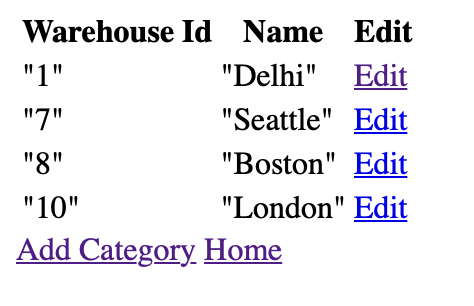 Warehouse Id Name Edit
"1" "Delhi" Edit
"7" "Seattle" Edit
"8" "Boston" Edit
"10" "London" Edit
Add Category Home